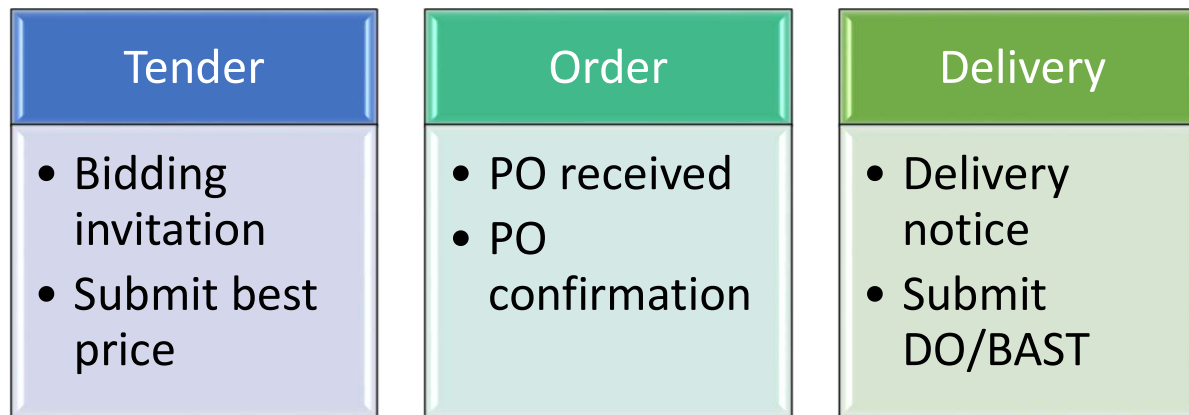 Tender
• Bidding
invitation
• Submit best
price
Order
• PO received
• PO
confirmation
Delivery
• Delivery
notice
• Submit
DO/BAST